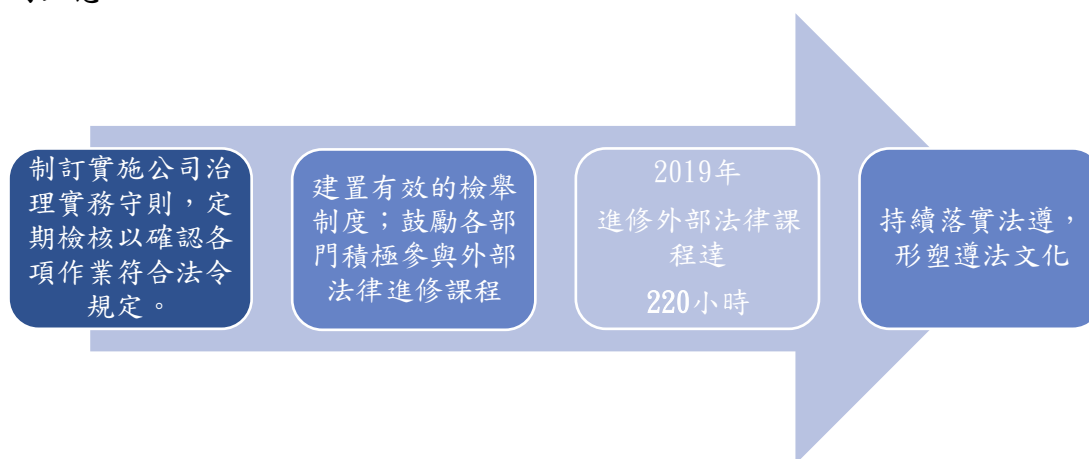 制訂實施公司治
理實務守則，定
期檢核以確認各
項作業符合法令
規定。
建置有效的檢舉
制度；鼓勵各部
門積極參與外部
法律進修課程
2019年
進修外部法律課
程達
220小時
持續落實法遵，
形塑遵法文化